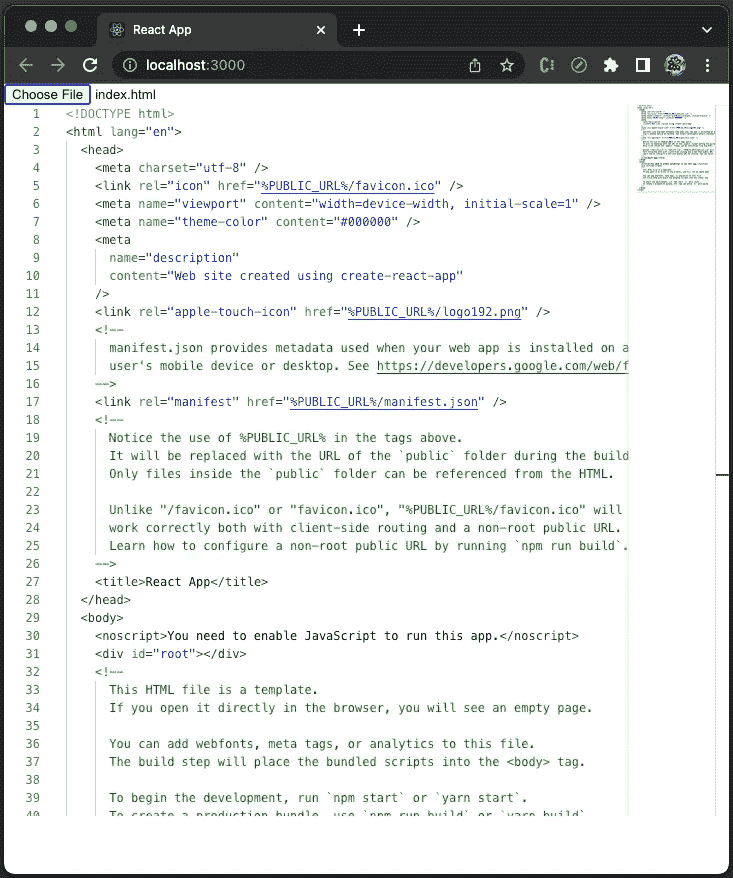 React App
localhost:3000
Choose File index.html
1 <!DOCTYPE html>
2 <html lang="en">
3 <head>
4 <meta charset="utf-8" />
5 <link rel="icon" href="%PUBLIC_URL%/favicon.ico" />
6 <meta name="viewport" content="width=device-width, initial-scale=1" />
7 <meta name="theme-color" content="#000000" />
8 <meta
9 name="description"
10 content="Web site created using create-react-app"
11 />
12 <link rel="apple-touch-icon" href="%PUBLIC_URL%/logo192.png" />
13 <!--
14 manifest.json provides metadata used when your web app is installed on a
15 user's mobile device or desktop. See https://developers.google.com/web/f
16 -->
17 <link rel="manifest" href="%PUBLIC_URL%/manifest.json" />
18 <!--
19 Notice the use of %PUBLIC_URL% in the tags above.
20 It will be replaced with the URL of the `public` folder during the build
21 Only files inside the `public` folder can be referenced from the HTML.
22
23 Unlike "/favicon.ico" or "favicon.ico", "%PUBLIC_URL%/favicon.ico" will
24 work correctly both with client-side routing and a non-root public URL.
25 Learn how to configure a non-root public URL by running `npm run build`.
26 -->
27 <title>React App</title>
28 </head>
29 <body>
30 <noscript>You need to enable JavaScript to run this app.</noscript>
31 <div id="root"></div>
32 <!--
33 This HTML file is a template.
34 If you open it directly in the browser, you will see an empty page.
35
36 You can add webfonts, meta tags, or analytics to this file.
37 The build step will place the bundled scripts into the <body> tag.
38
39 To begin the development, run `npm start` or `yarn start`.
40 To create a production bundle, use `npm run build` or `yarn build`